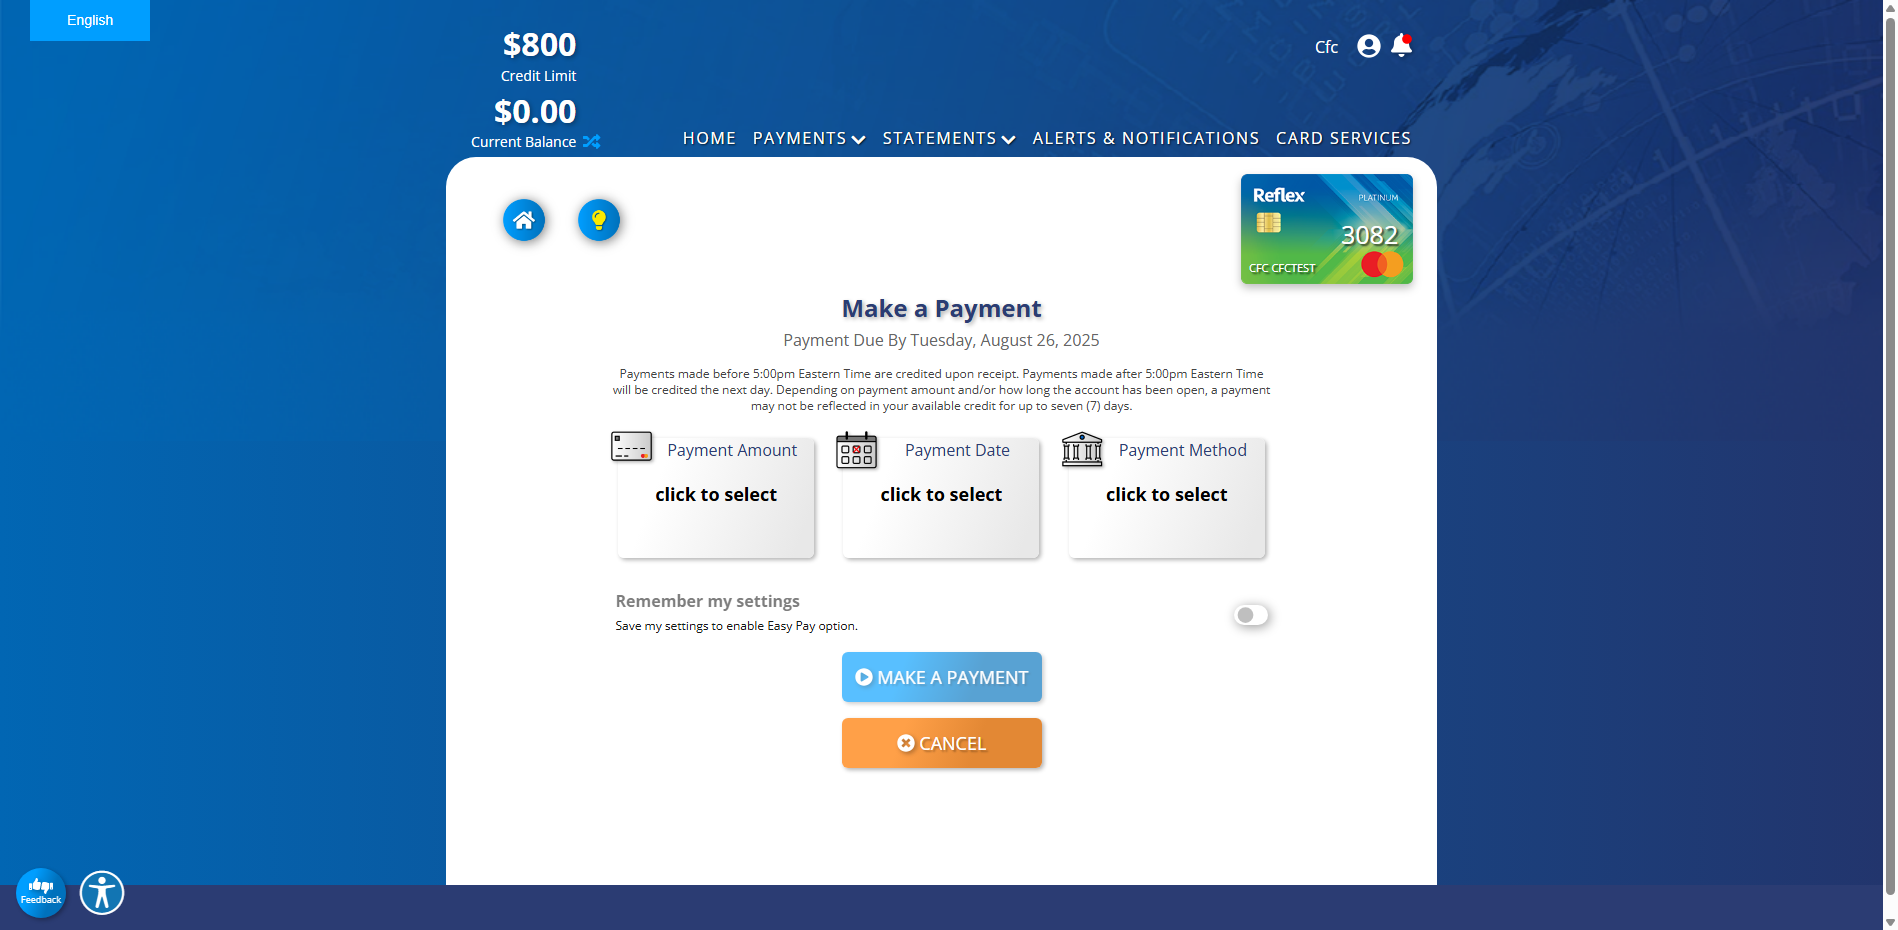 English
$800
Credit Limit
$0.00
Current Balance
Cfc
HOME PAYMENTS STATEMENTS ALERTS & NOTIFICATIONS CARD SERVICES
Reflex
PLATINUM
3082
CFC CFCTEST
Make a Payment
Payment Due By Tuesday, August 26, 2025
Payments made before 5:00pm Eastern Time are credited upon receipt. Payments made after 5:00pm Eastern Time
will be credited the next day. Depending on payment amount and/or how long the account has been open, a payment
may not be reflected in your available credit for up to seven (7) days.
Payment Amount
click to select
Payment Date
click to select
Payment Method
click to select
Remember my settings
Save my settings to enable Easy Pay option.
MAKE A PAYMENT
CANCEL
Feedback